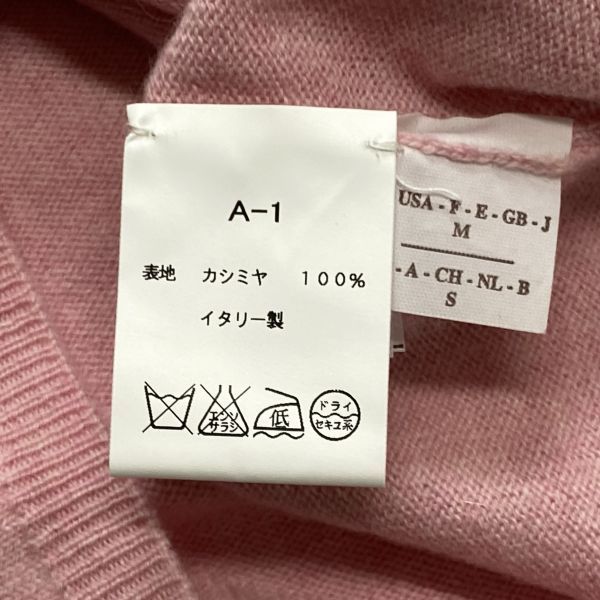 A-1
表地 カシミヤ 100%
イタリー製
エンソ
サラシ
低
ドライ
セキユ系
USA - F - E - GB - J
M
- A - CH - NL - B
S